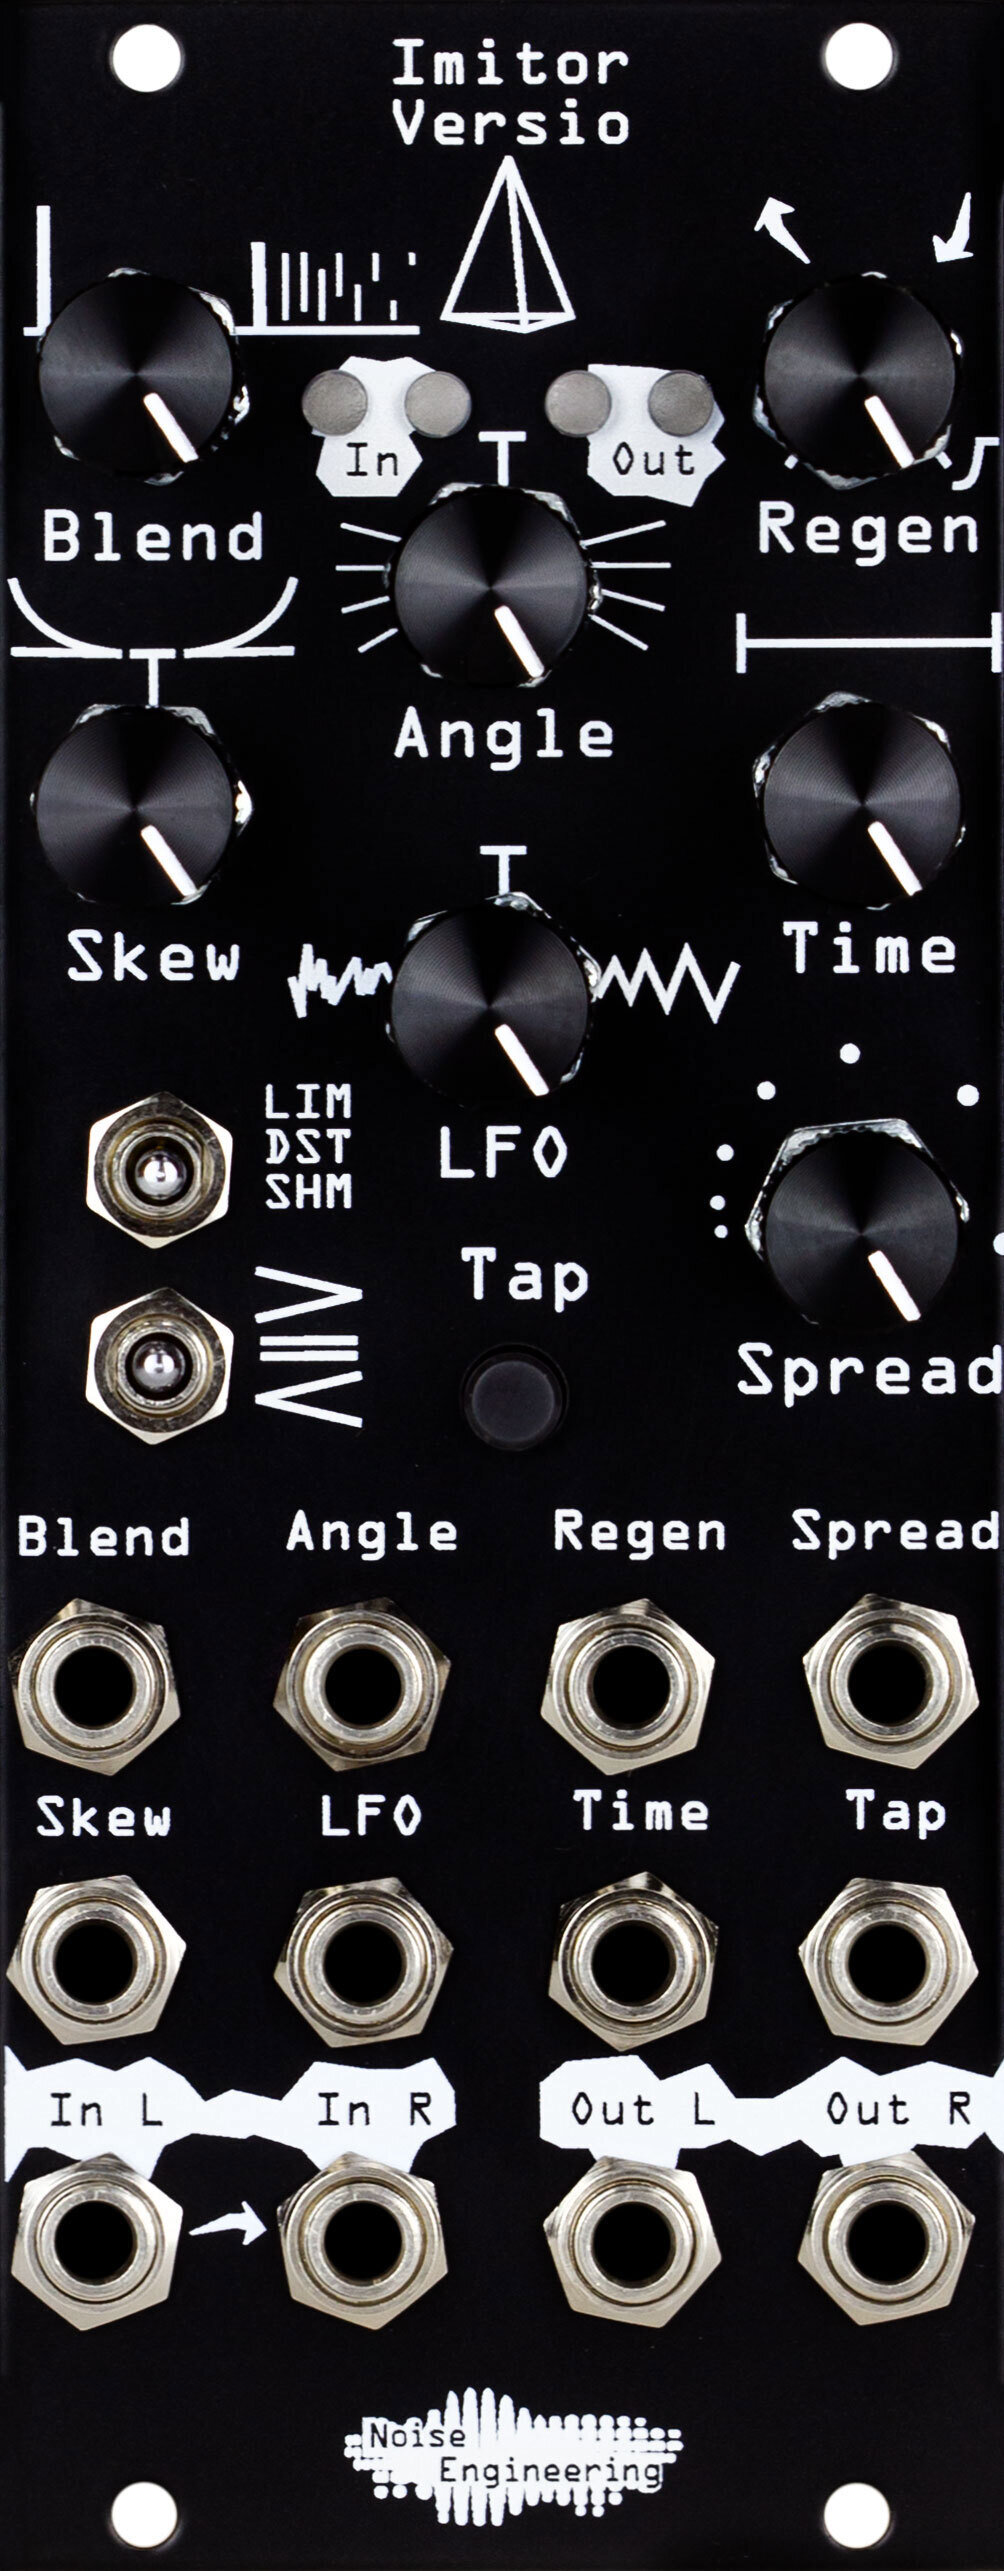 Imitor
Versio
In
Out
Blend
Regen
Angle
Skew
Time
LIM
DST
SHM
LFO
Tap
Spread
Blend Angle Regen Spread
Skew LFO Time Tap
In L In R Out L Out R
Noise
Engineering